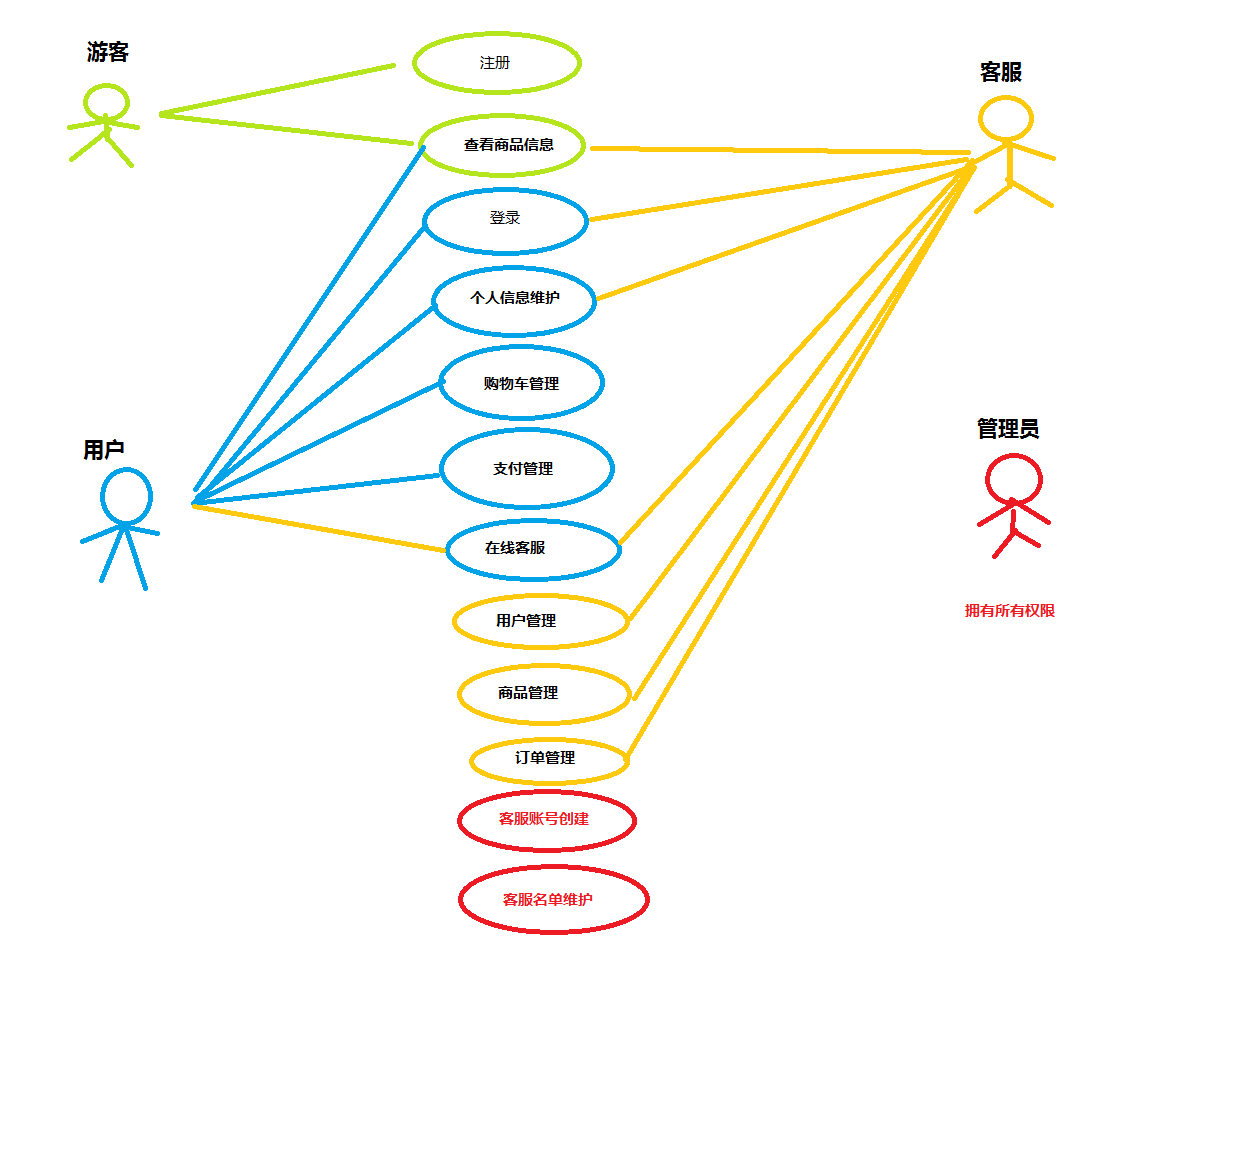 游客
注册
客服
查看商品信息
登录
个人信息维护
购物车管理
管理员
用户
支付管理
在线客服
拥有所有权限
用户管理
商品管理
订单管理
客服账号创建
客服名单维护